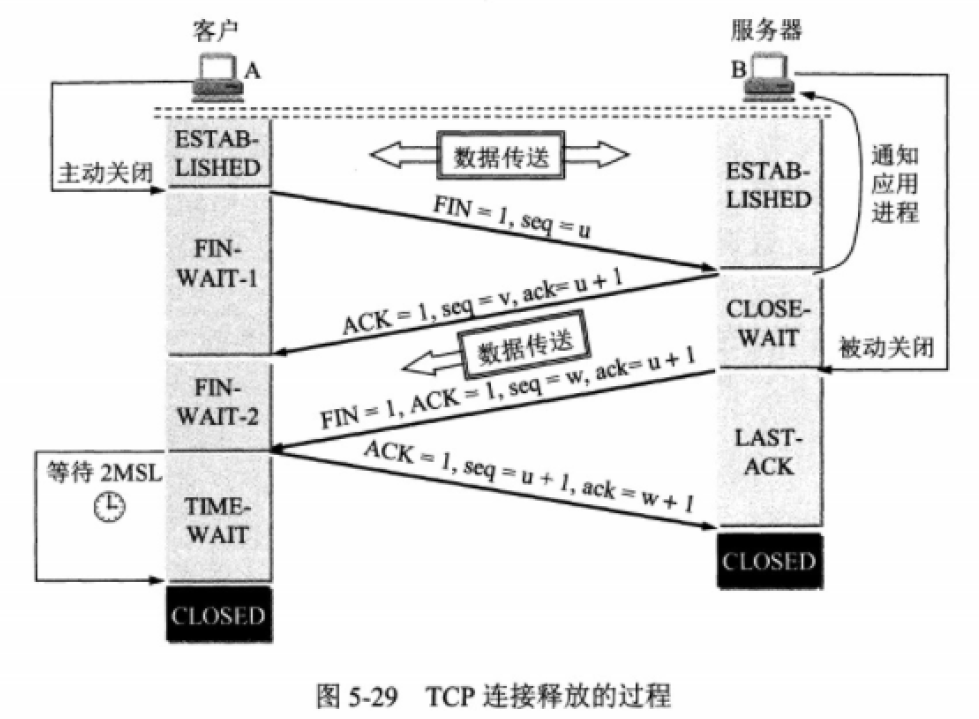 客户
服务器
A
B
ESTAB-
LISHED
数据传送
ESTAB-
LISHED
通知
应用
进程
主动关闭
FIN = 1, seq = u
FIN-
WAIT-1
ACK = 1, seq = v, ack= u + 1
CLOSE-
WAIT
数据传送
被动关闭
FIN-
WAIT-2
FIN = 1, ACK = 1, seq = w, ack= u + 1
LAST-
ACK
ACK = 1, seq = u + 1, ack = w + 1
等待 2MSL
TIME-
WAIT
CLOSED
CLOSED
图 5-29 TCP 连接释放的过程